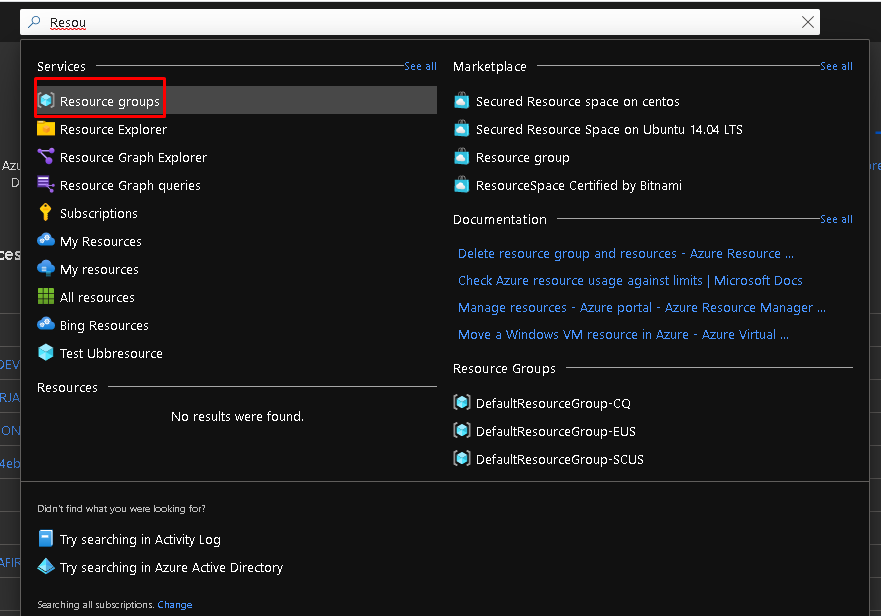 Resou
Services
See all
Resource groups
Resource Explorer
Resource Graph Explorer
Resource Graph queries
Subscriptions
My Resources
My resources
All resources
Bing Resources
Test Ubbresource
Resources
No results were found.
Marketplace
See all
Secured Resource space on centos
Secured Resource Space on Ubuntu 14.04 LTS
Resource group
ResourceSpace Certified by Bitnami
Documentation
See all
Delete resource group and resources - Azure Resource ...
Check Azure resource usage against limits | Microsoft Docs
Manage resources - Azure portal - Azure Resource Manager ...
Move a Windows VM resource in Azure - Azure Virtual ...
Resource Groups
DefaultResourceGroup-CQ
DefaultResourceGroup-EUS
DefaultResourceGroup-SCUS
Didn't find what you were looking for?
Try searching in Activity Log
Try searching in Azure Active Directory
Searching all subscriptions. Change